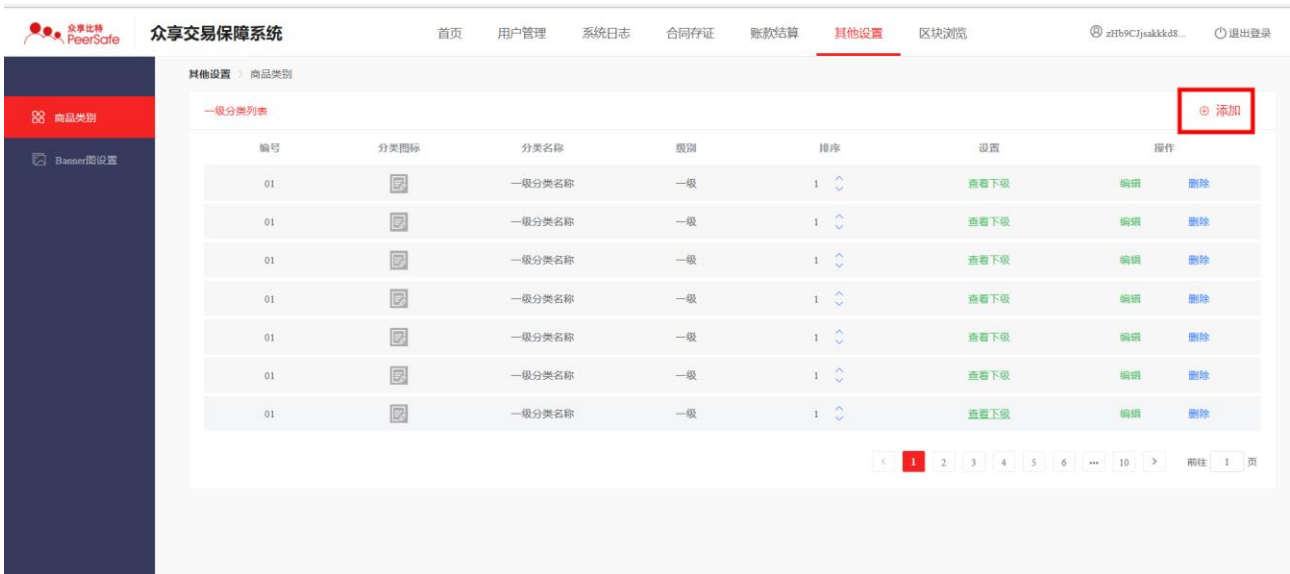 众享比特 PeerSafe 众享交易保障系统 首页 用户管理 系统日志 合同存证 账款结算 其他设置 区块浏览 zHb9CJjsakkkd8... 退出登录
其他设置 > 商品类别
商品类别
Banner图设置
一级分类列表 添加
编号 分类图标 分类名称 级别 排序 设置 操作
01 一级分类名称 一级 1 查看下级 编辑 删除
01 一级分类名称 一级 1 查看下级 编辑 删除
01 一级分类名称 一级 1 查看下级 编辑 删除
01 一级分类名称 一级 1 查看下级 编辑 删除
01 一级分类名称 一级 1 查看下级 编辑 删除
01 一级分类名称 一级 1 查看下级 编辑 删除
01 一级分类名称 一级 1 查看下级 编辑 删除
< 1 2 3 4 5 6 ... 10 > 前往 1 页